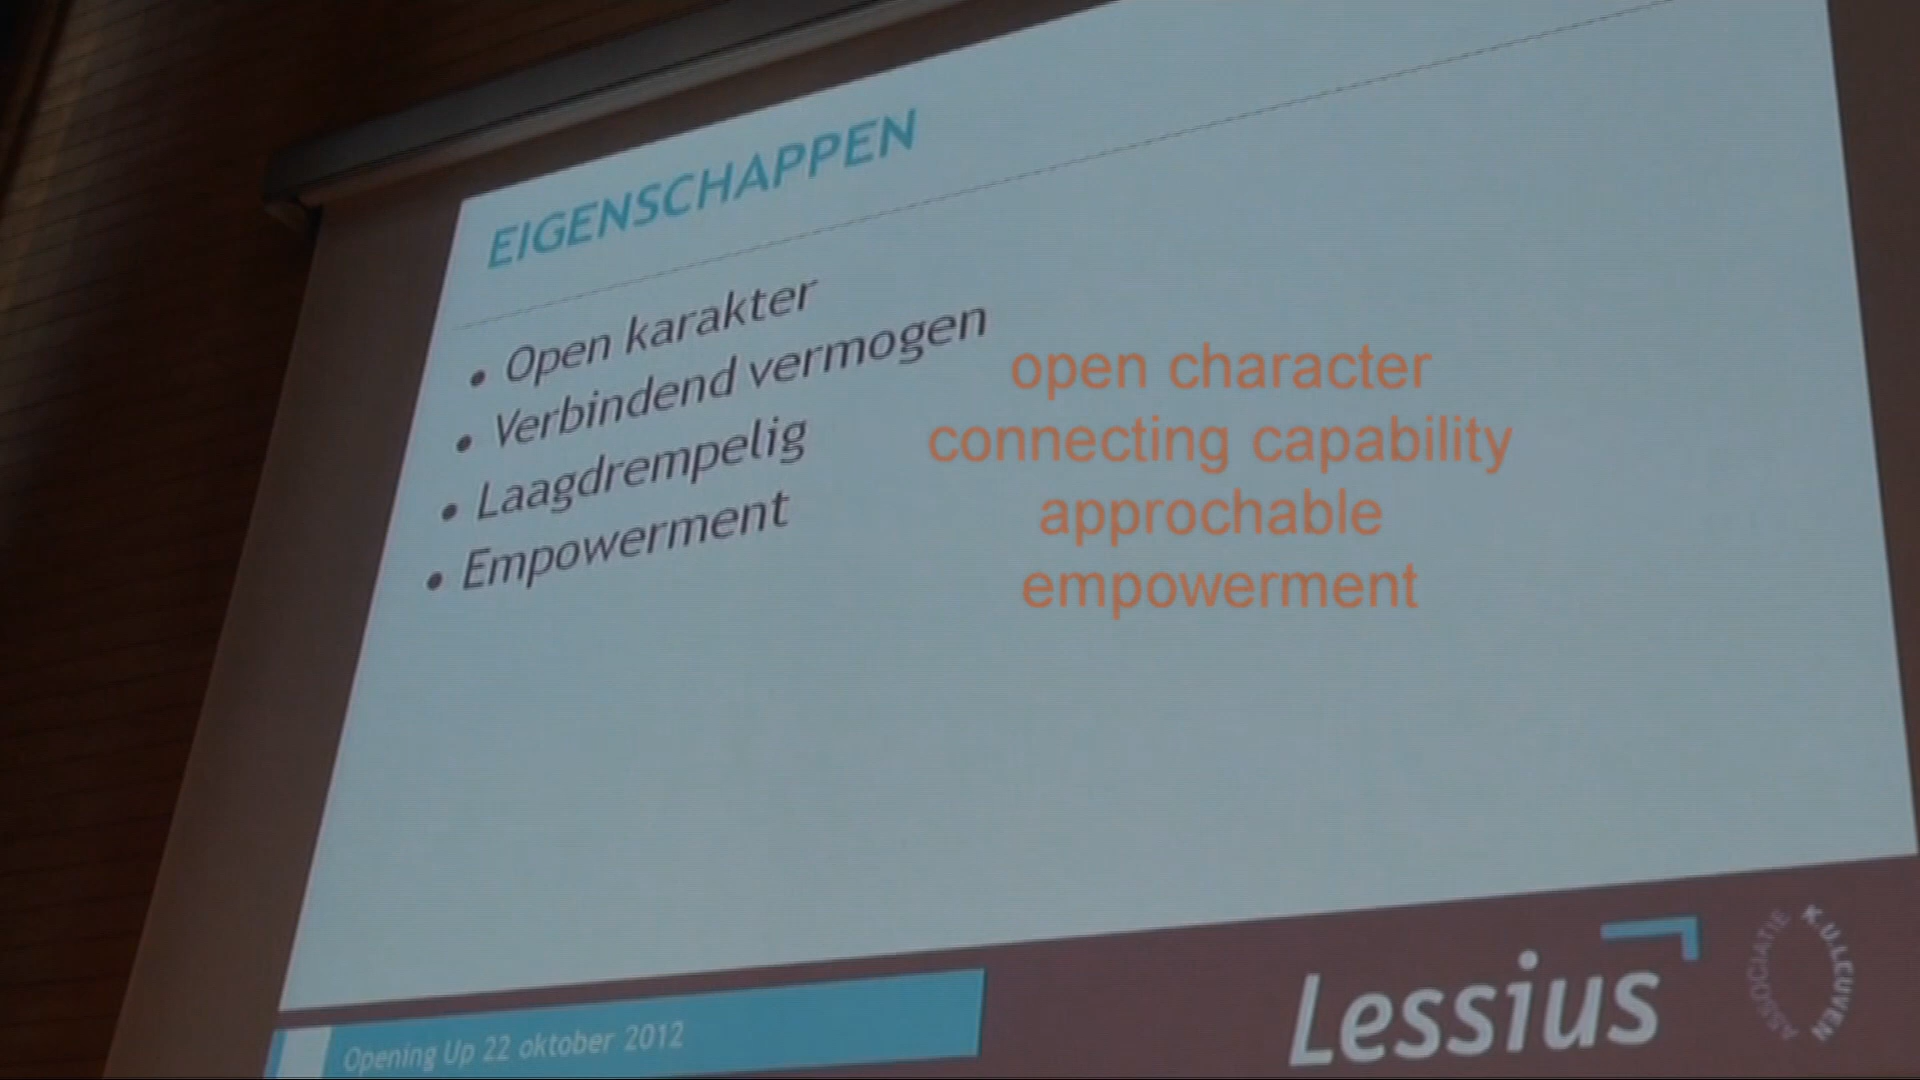 EIGENSCHAPPEN
• Open karakter
• Verbindend vermogen
• Laagdrempelig
• Empowerment
open character
connecting capability
approchable
empowerment
Opening Up 22 oktober 2012
Lessius
ASSOCIATIE K.U.LEUVEN